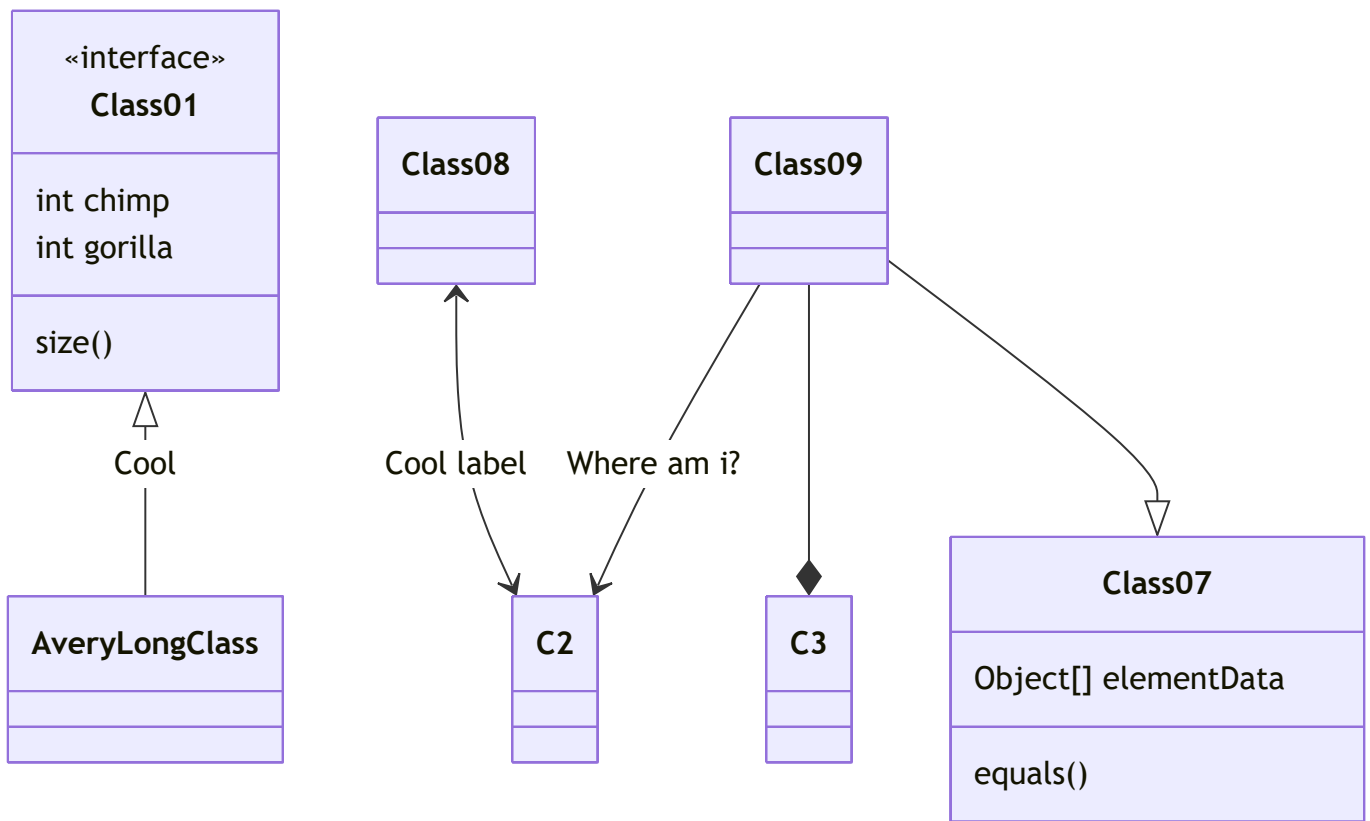 «interface»
Class01
int chimp
int gorilla
size()
Class08
Class09
Cool
Cool label
Where am i?
AveryLongClass
C2
C3
Class07
Object[] elementData
equals()